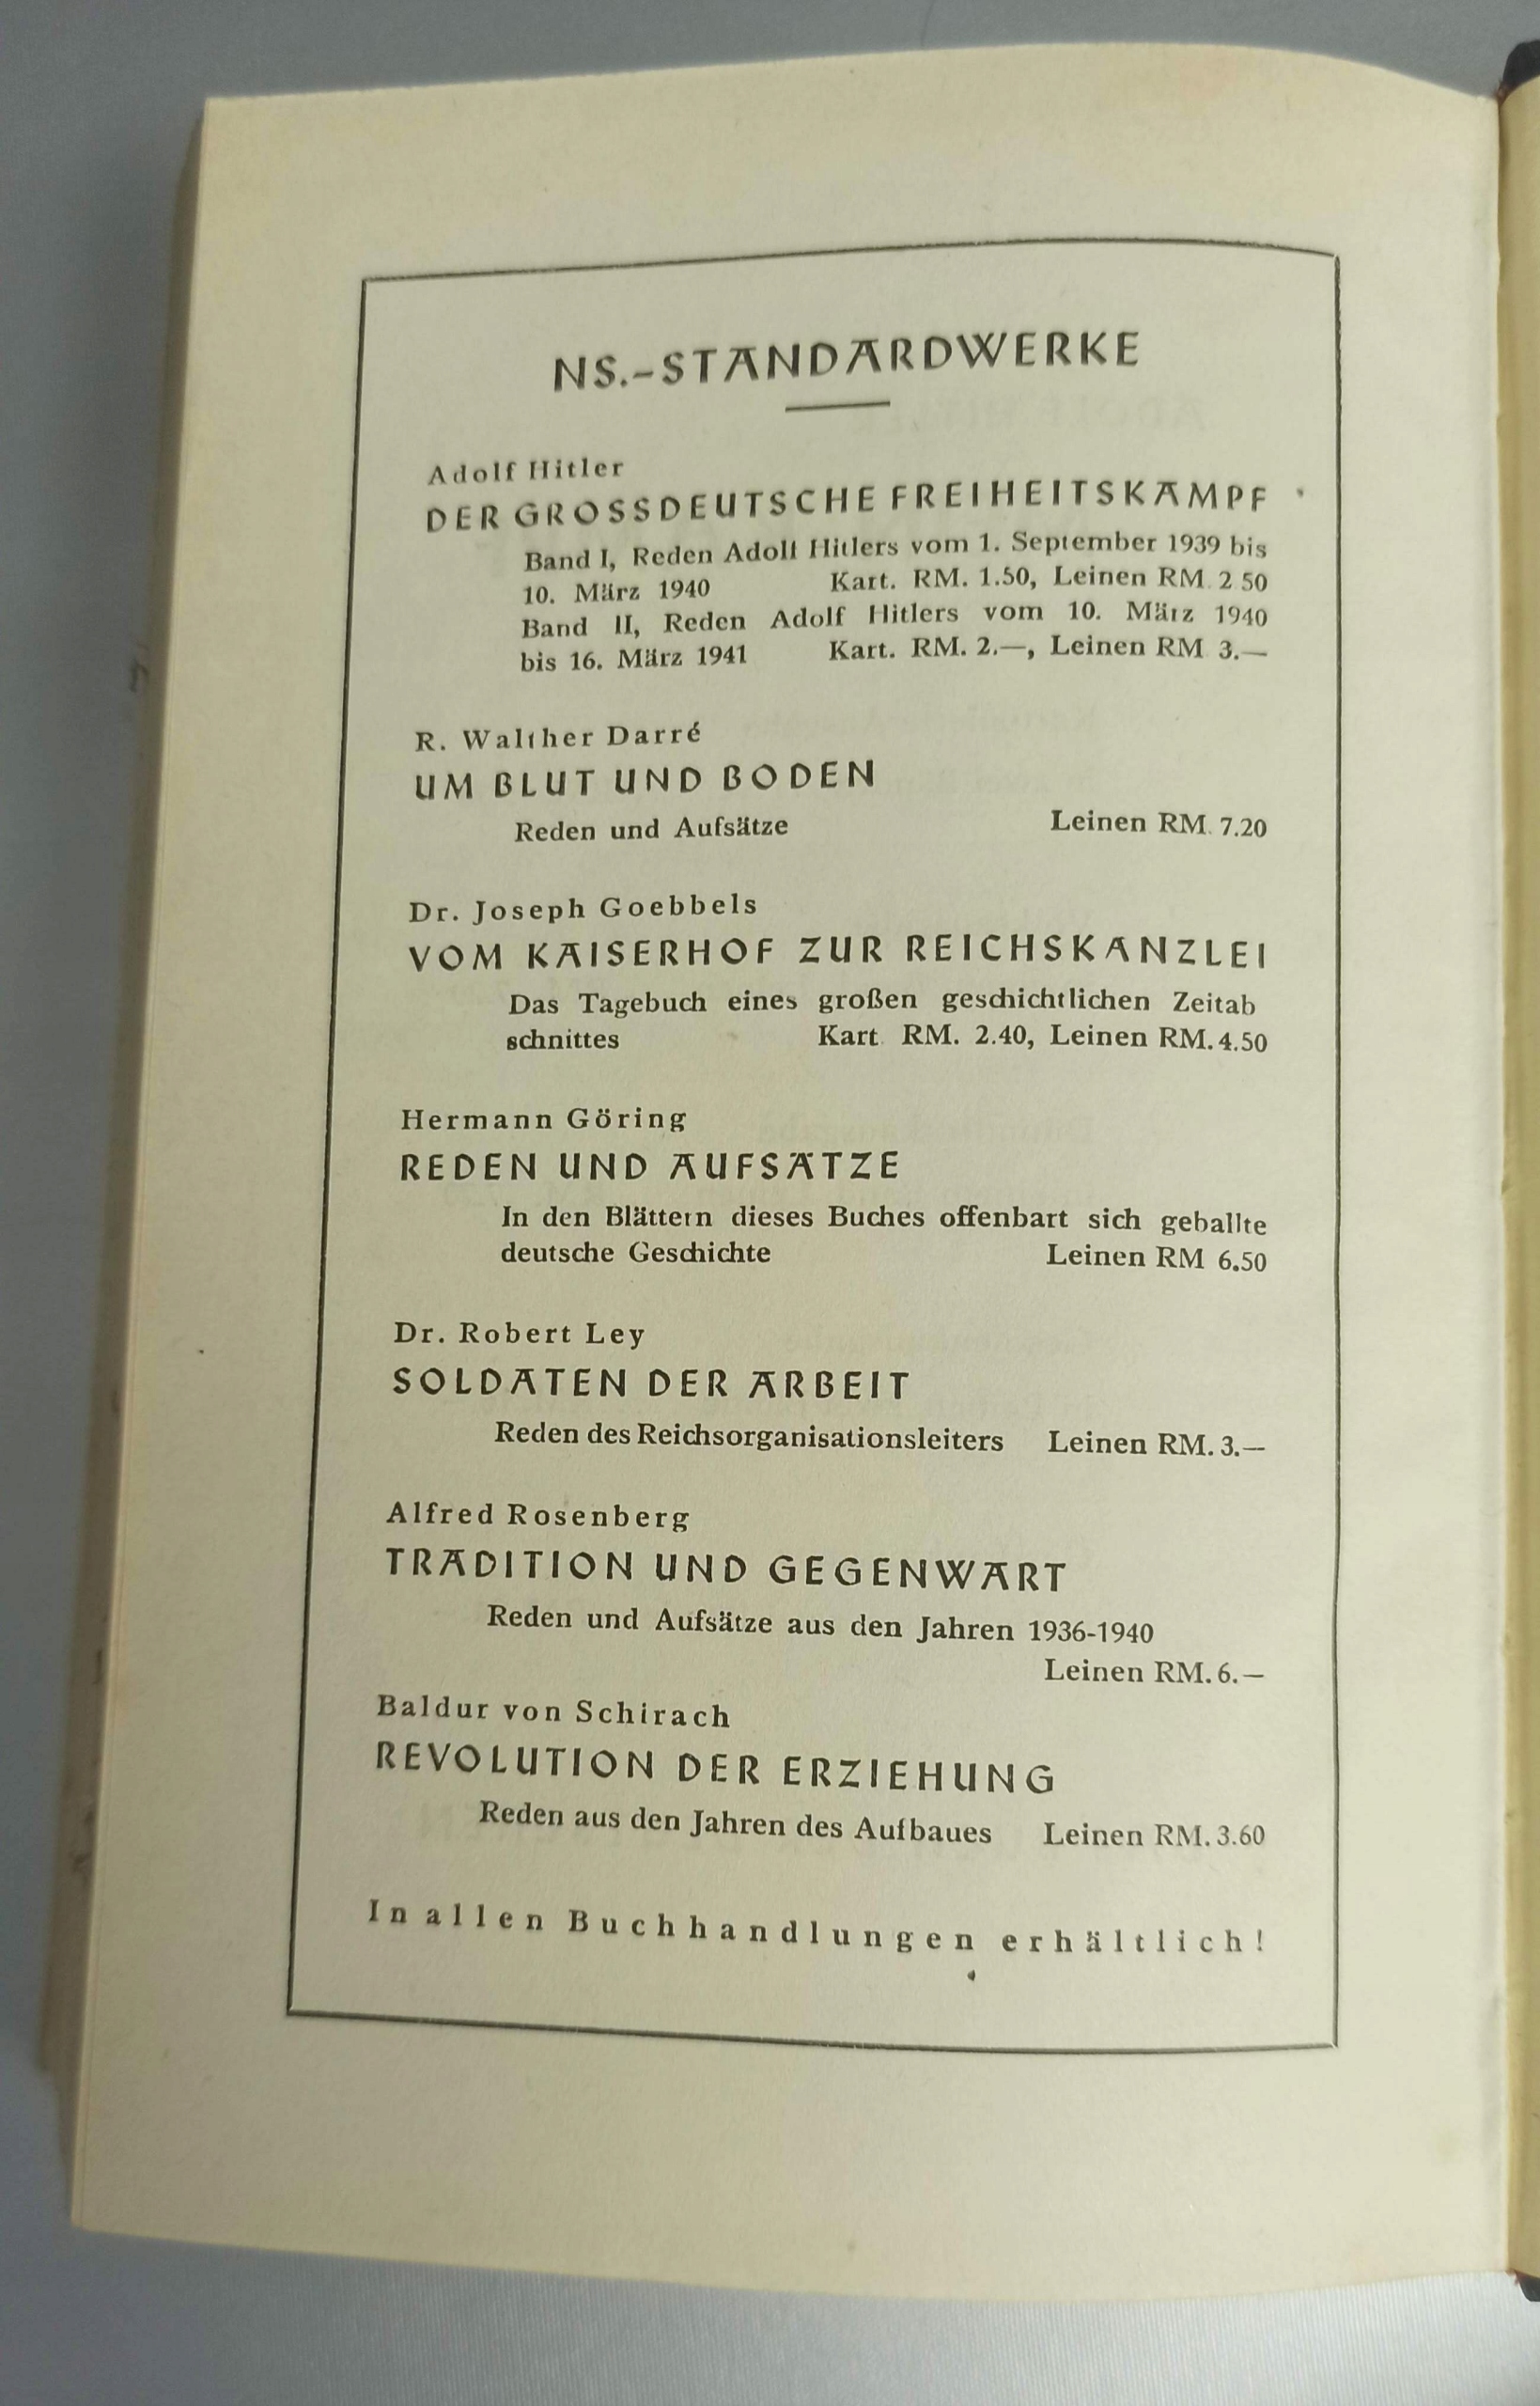 NS.-STANDARDWERKE
Adolf Hitler
DER GROSSDEUTSCHE FREIHEITSKAMPF
Band I, Reden Adolf Hitlers vom 1. September 1939 bis
10. März 1940 Kart. RM. 1.50, Leinen RM. 2 50
Band II, Reden Adolf Hitlers vom 10. März 1940
bis 16. März 1941 Kart. RM. 2.—, Leinen RM 3.—
R. Walther Darré
UM BLUT UND BODEN
Reden und Aufsätze Leinen RM. 7.20
Dr. Joseph Goebbels
VOM KAISERHOF ZUR REICHSKANZLEI
Das Tagebuch eines großen geschichtlichen Zeitab
schnittes Kart. RM. 2.40, Leinen RM. 4.50
Hermann Göring
REDEN UND AUFSÄTZE
In den Blättern dieses Buches offenbart sich geballte
deutsche Geschichte Leinen RM 6.50
Dr. Robert Ley
SOLDATEN DER ARBEIT
Reden des Reichsorganisationsleiters Leinen RM. 3.—
Alfred Rosenberg
TRADITION UND GEGENWART
Reden und Aufsätze aus den Jahren 1936-1940
Leinen RM. 6.—
Baldur von Schirach
REVOLUTION DER ERZIEHUNG
Reden aus den Jahren des Aufbaues Leinen RM. 3.60
In allen Buchhandlungen erhältlich!